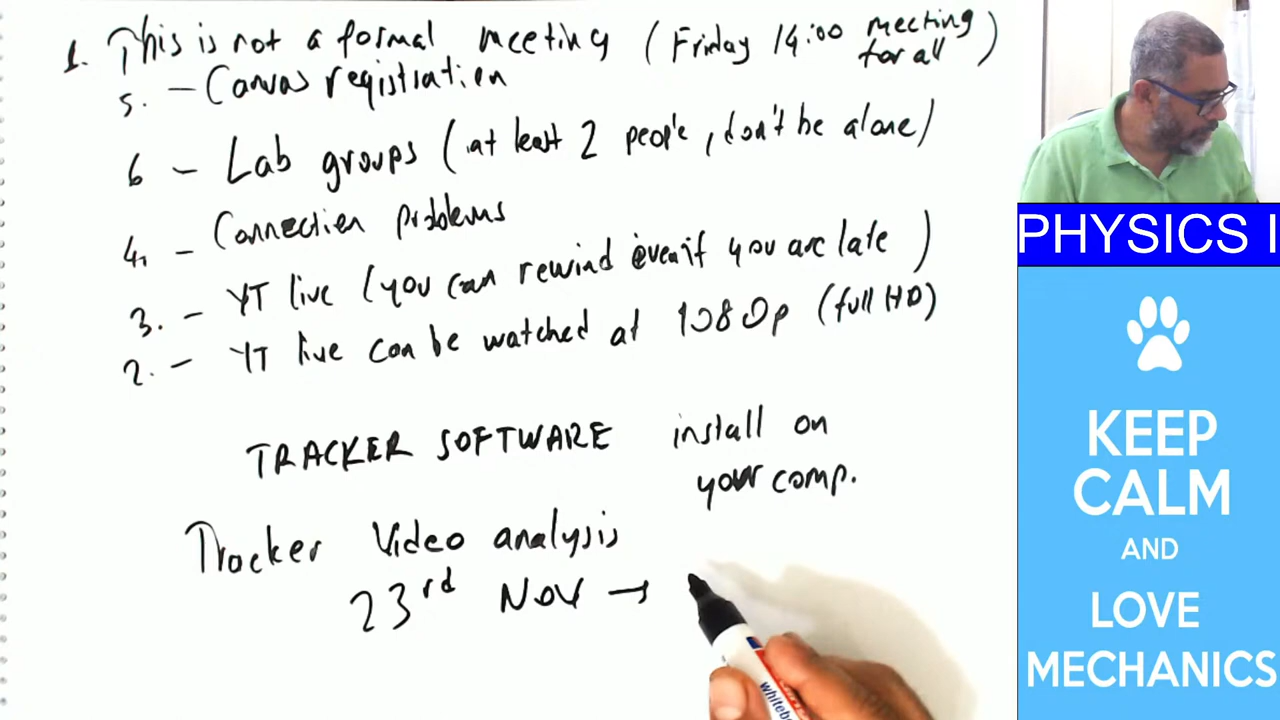 1. This is not a formal meeting (Friday 14:00 meeting for all)
5. - Canvas registration
6 - Lab groups (at least 2 people, don't be alone)
4. - Connection problems
3. - YT live (you can rewind even if you are late)
2. - YT live can be watched at 1080p (full HD)
TRACKER SOFTWARE install on
your comp.
Tracker Video analysis
23rd Nov →
whitebo
PHYSICS I
KEEP
CALM
AND
LOVE
MECHANICS